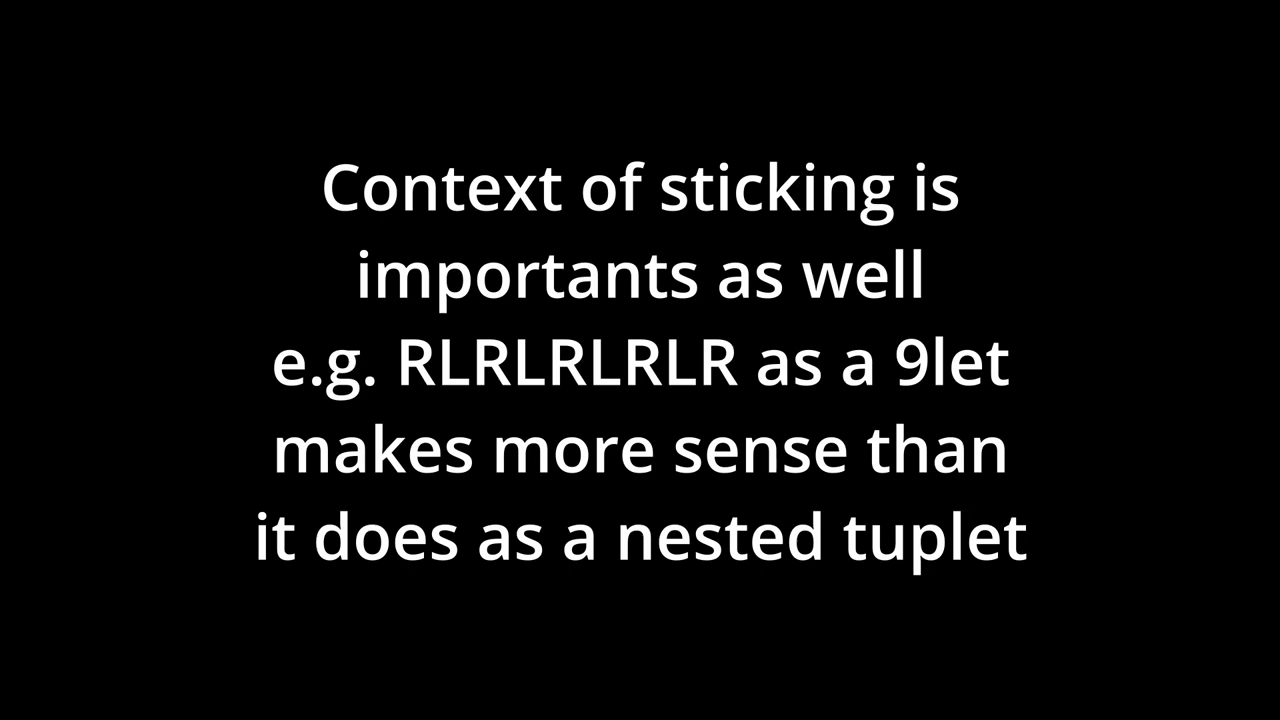 Context of sticking is
importants as well
e.g. RLRLRLRLR as a 9let
makes more sense than
it does as a nested tuplet